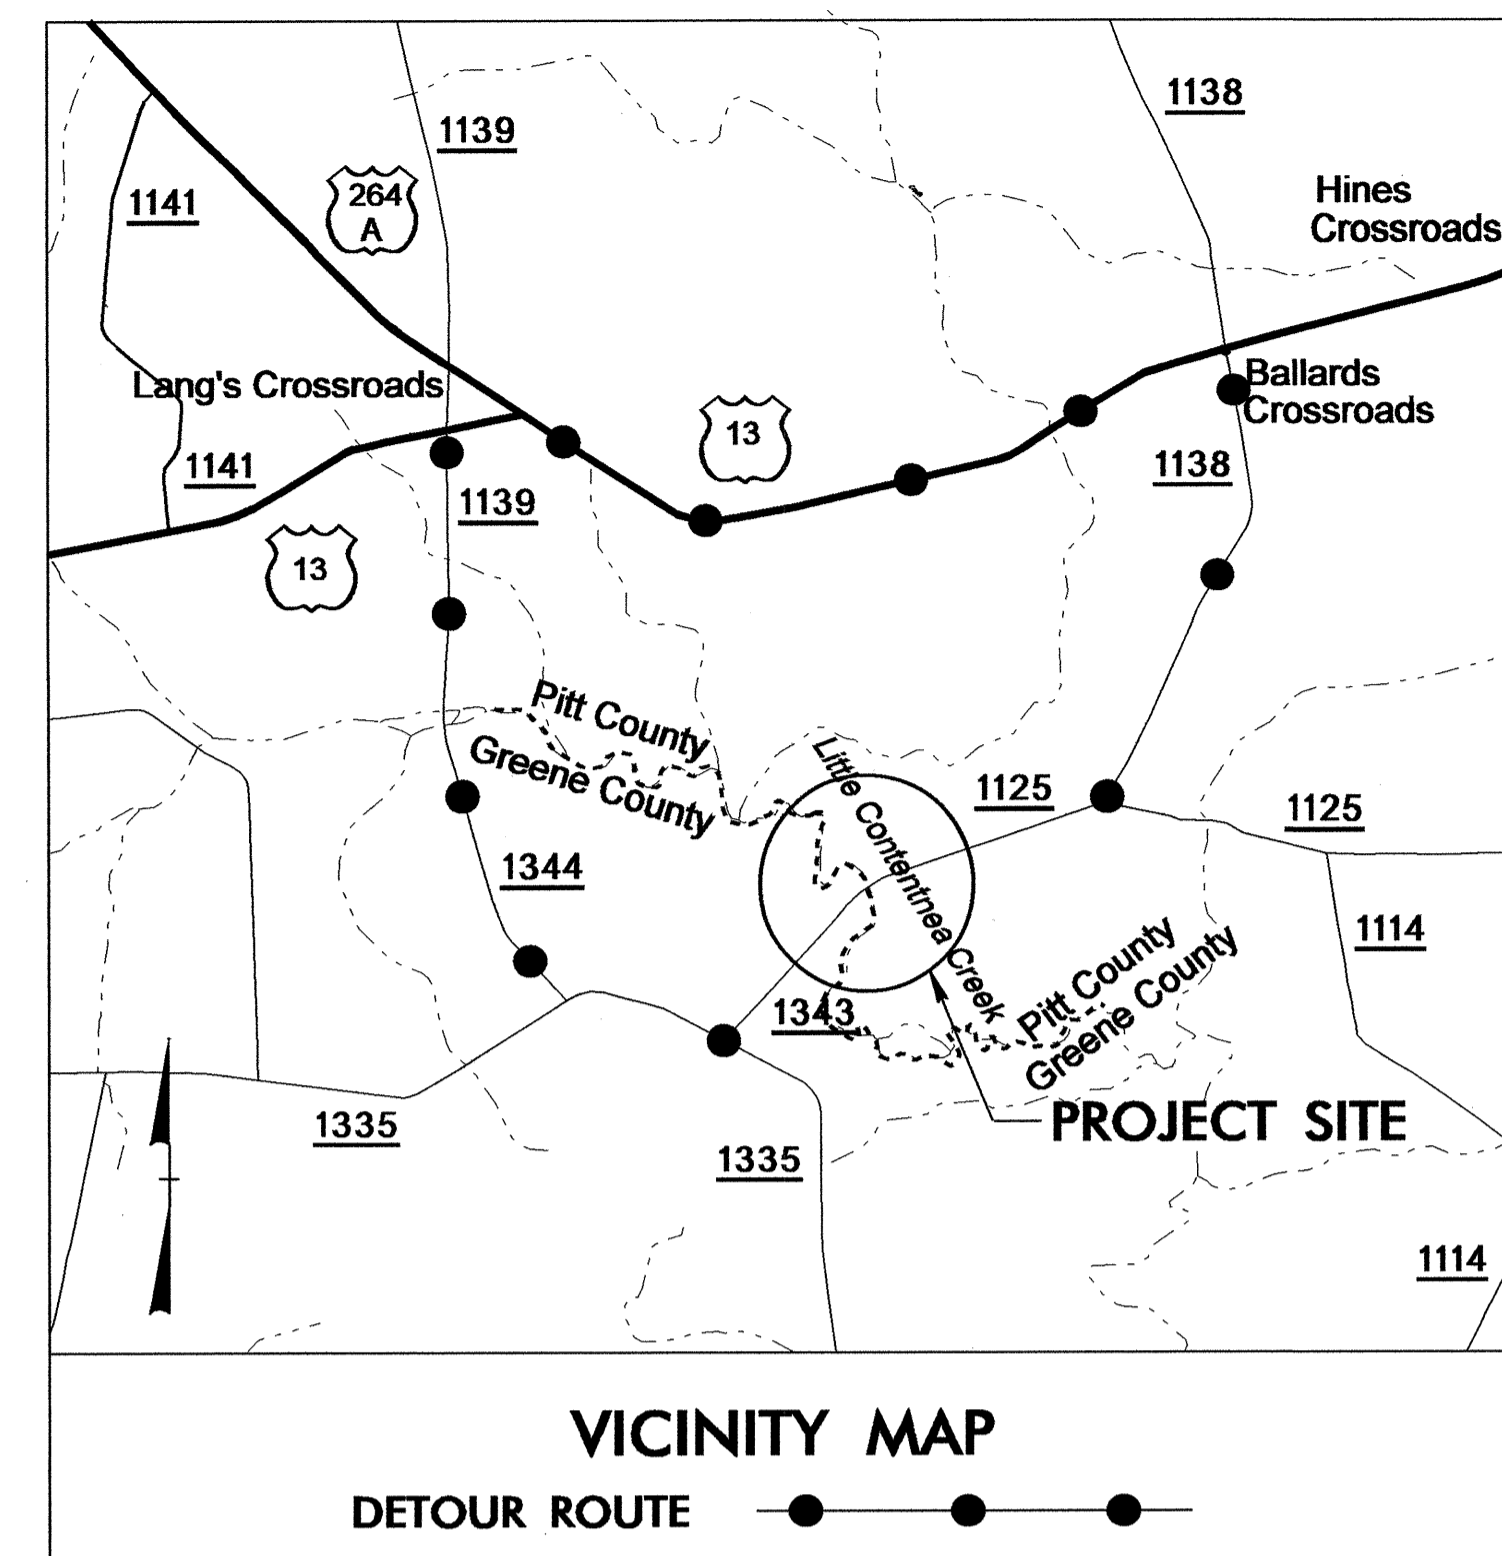 1138
1139
1141
264
A
Hines
Crossroads
Lang's Crossroads
Ballards
Crossroads
13
1141
1138
1139
13
Pitt County
Greene County
Little Contentnea Creek
1125
1125
1344
1114
Pitt County
Greene County
1343
PROJECT SITE
1335
1335
1114
VICINITY MAP
DETOUR ROUTE